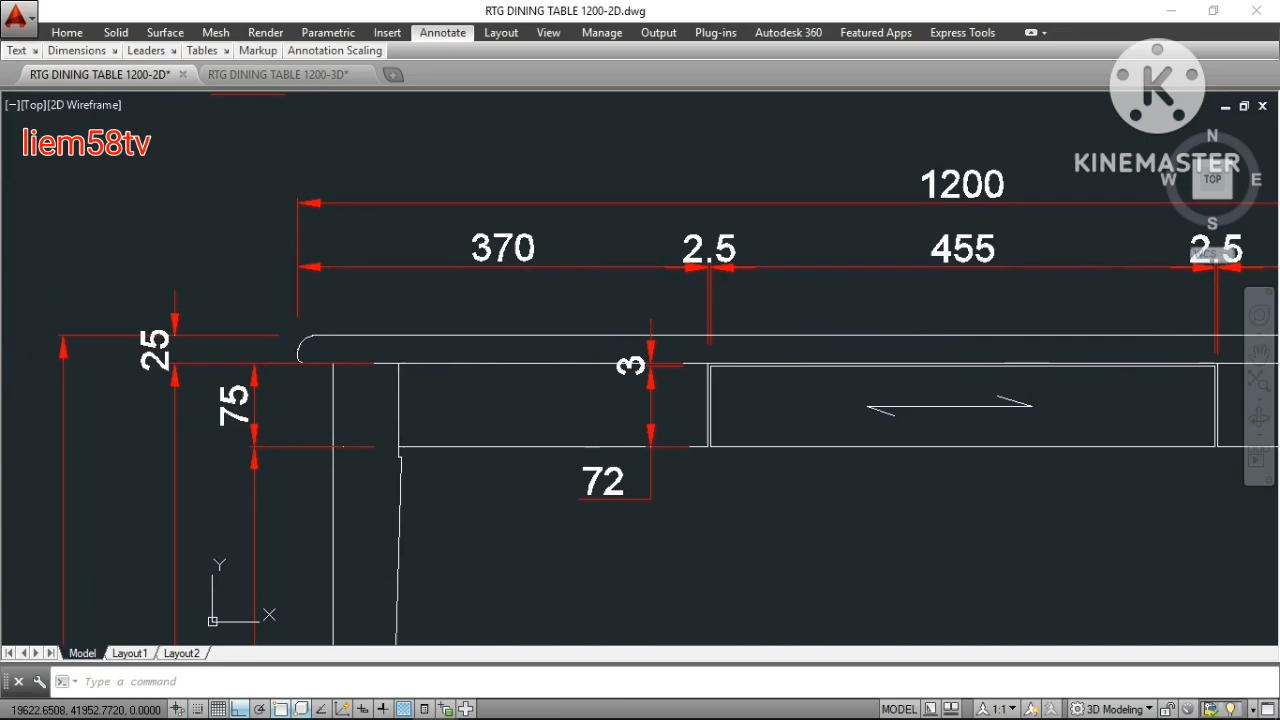 RTG DINING TABLE 1200-2D.dwg
Home Solid Surface Mesh Render Parametric Insert Annotate Layout View Manage Output Plug-ins Autodesk 360 Featured Apps Express Tools
Text Dimensions Leaders Tables Markup Annotation Scaling
RTG DINING TABLE 1200-2D* RTG DINING TABLE 1200-3D*
[−][Top][2D Wireframe]
liem58tv
K
KINEMASTER
N
W TOP E
S
WCS
1200
370 2.5 455 2.5
25
3
75
72
Y
X
Model Layout1 Layout2
Type a command
19622.6508, 41952.7720, 0.0000 MODEL 1:1 3D Modeling